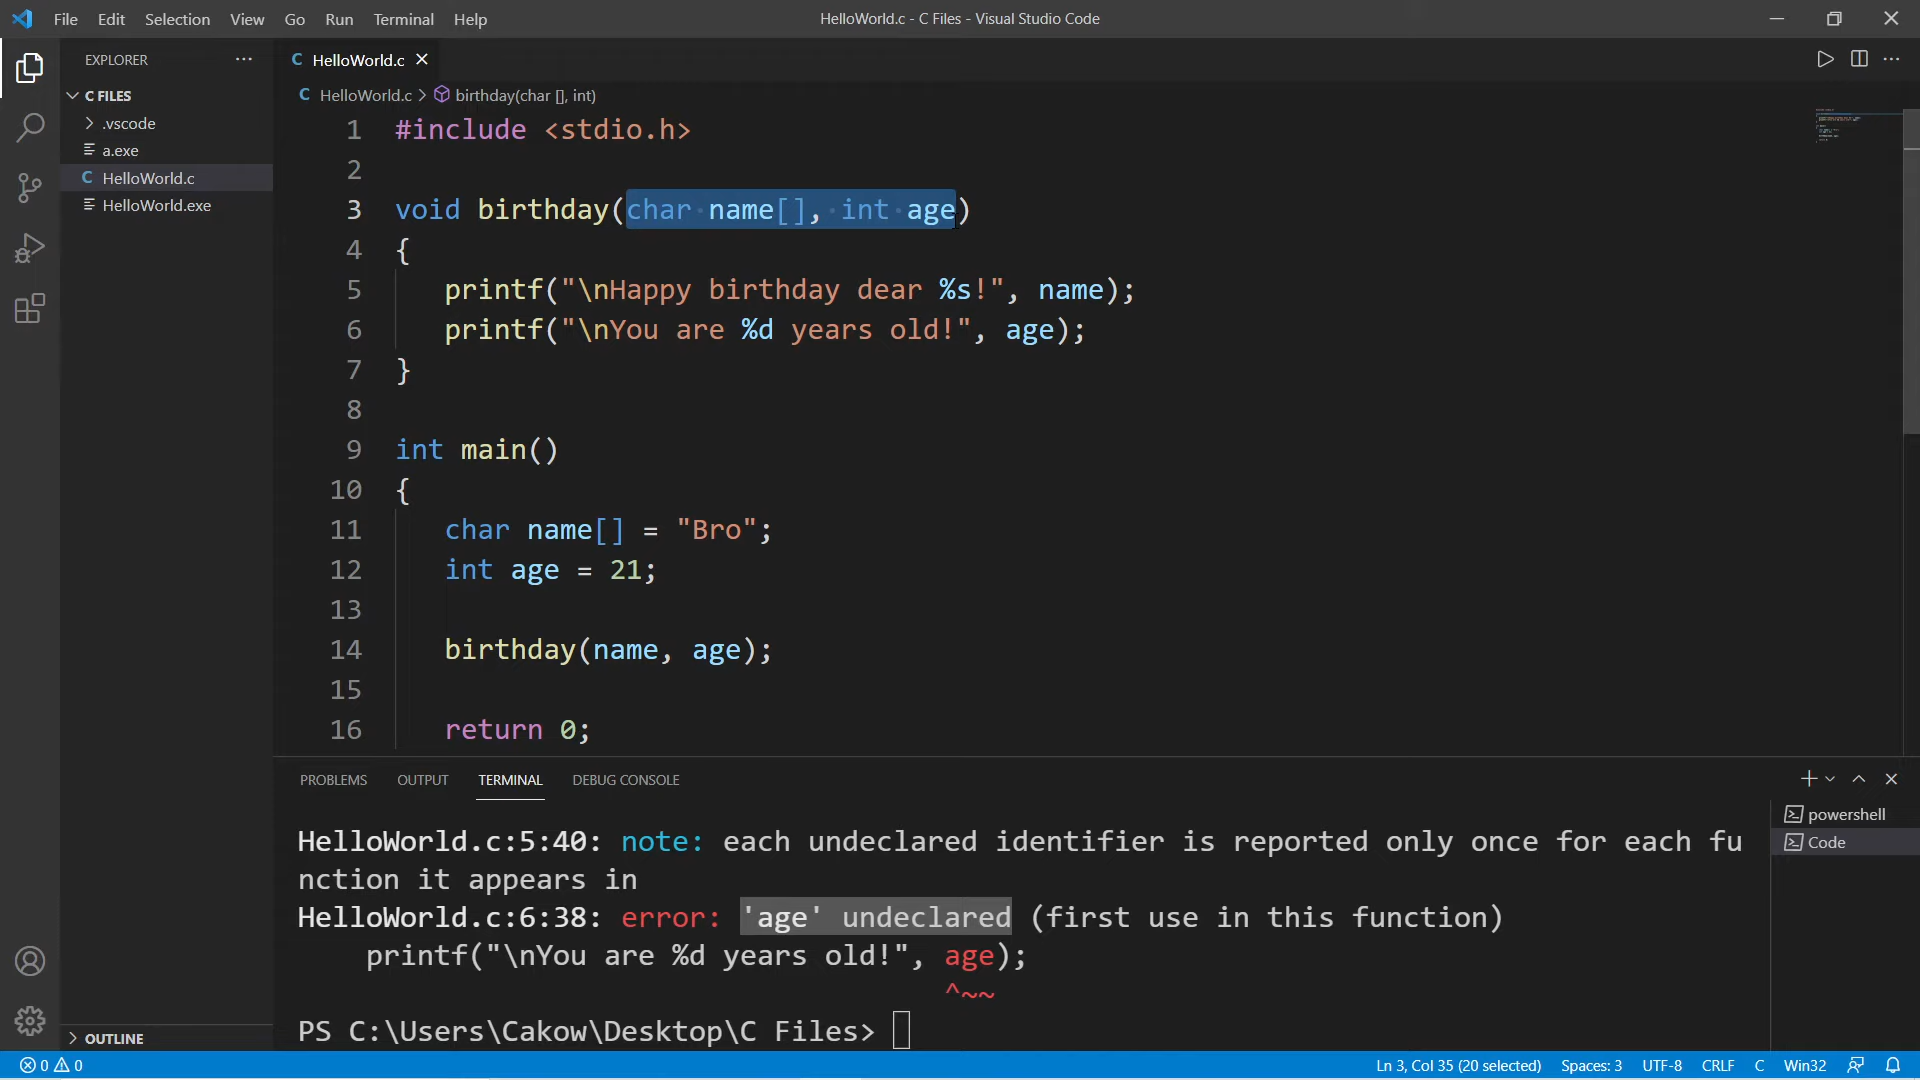 File Edit Selection View Go Run Terminal Help
HelloWorld.c - C Files - Visual Studio Code
EXPLORER
C FILES
.vscode
a.exe
C HelloWorld.c
HelloWorld.exe
OUTLINE
C HelloWorld.c
C HelloWorld.c > birthday(char [], int)
1 #include <stdio.h>
2
3 void birthday(char name[], int age)
4 {
5 printf("\nHappy birthday dear %s!", name);
6 printf("\nYou are %d years old!", age);
7 }
8
9 int main()
10 {
11 char name[] = "Bro";
12 int age = 21;
13
14 birthday(name, age);
15
16 return 0;
PROBLEMS OUTPUT TERMINAL DEBUG CONSOLE
HelloWorld.c:5:40: note: each undeclared identifier is reported only once for each fu
nction it appears in
HelloWorld.c:6:38: error: 'age' undeclared (first use in this function)
printf("\nYou are %d years old!", age);
^~~
PS C:\Users\Cakow\Desktop\C Files>
powershell
Code
0 0
Ln 3, Col 35 (20 selected) Spaces: 3 UTF-8 CRLF C Win32